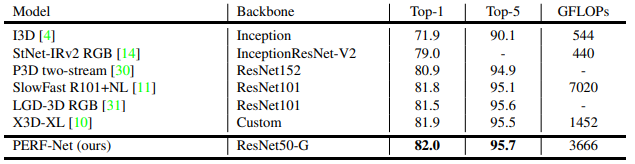 Model Backbone Top-1 Top-5 GFLOPs
I3D [4] Inception 71.9 90.1 544
StNet-IRv2 RGB [14] InceptionResNet-V2 79.0 - 440
P3D two-stream [30] ResNet152 80.9 94.9 -
SlowFast R101+NL [11] ResNet101 81.8 95.1 7020
LGD-3D RGB [31] ResNet101 81.5 95.6 -
X3D-XL [10] Custom 81.9 95.5 1452
PERF-Net (ours) ResNet50-G 82.0 95.7 3666